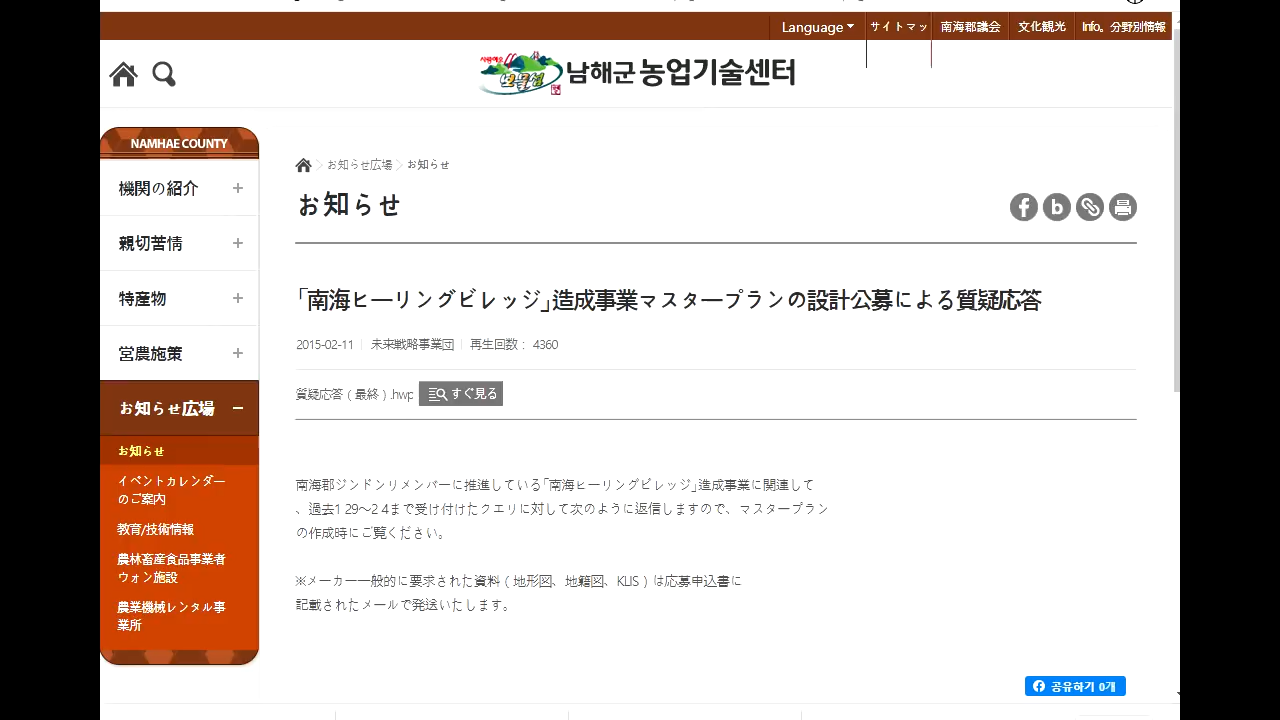 Language
サイトマッ
南海郡議会
文化観光
Info。分野別情報
사랑해요
보물섬
남해군 농업기술센터
NAMHAE COUNTY
機関の紹介
親切苦情
特産物
営農施策
お知らせ広場
お知らせ
イベントカレンダー
のご案内
教育/技術情報
農林畜産食品事業者
ウォン施設
農業機械レンタル事
業所
お知らせ広場
お知らせ
お知らせ
「南海ヒーリングビレッジ」造成事業マスタープランの設計公募による質疑応答
2015-02-11
未来戦略事業団
再生回数： 4360
質疑応答（最終）.hwp
すぐ見る
南海郡ジンドンリメンバーに推進している「南海ヒーリングビレッジ」造成事業に関連して
、過去1 29〜2 4まで受け付けたクエリに対して次のように返信しますので、マスタープラン
の作成時にご覧ください。
※メーカー一般的に要求された資料（地形図、地籍図、KLIS）は応募申込書に
記載されたメールで発送いたします。
공유하기 0개